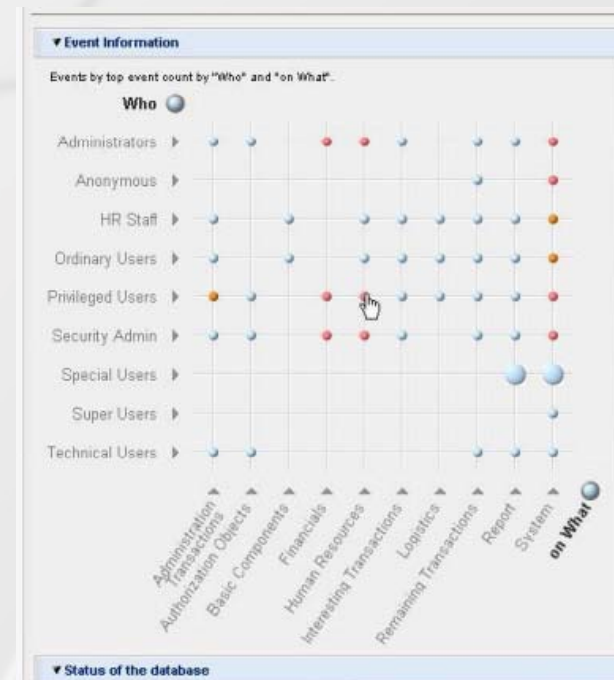 ▼ Event Information
Events by top event count by "Who" and "on What".
Who
Administrators
Anonymous
HR Staff
Ordinary Users
Privileged Users
Security Admin
Special Users
Super Users
Technical Users
Administration
Transactions
Authorization Objects
Basic Components
Financials
Human Resources
Interesting Transactions
Logistics
Remaining Transactions
Report
System
on What
▼ Status of the database